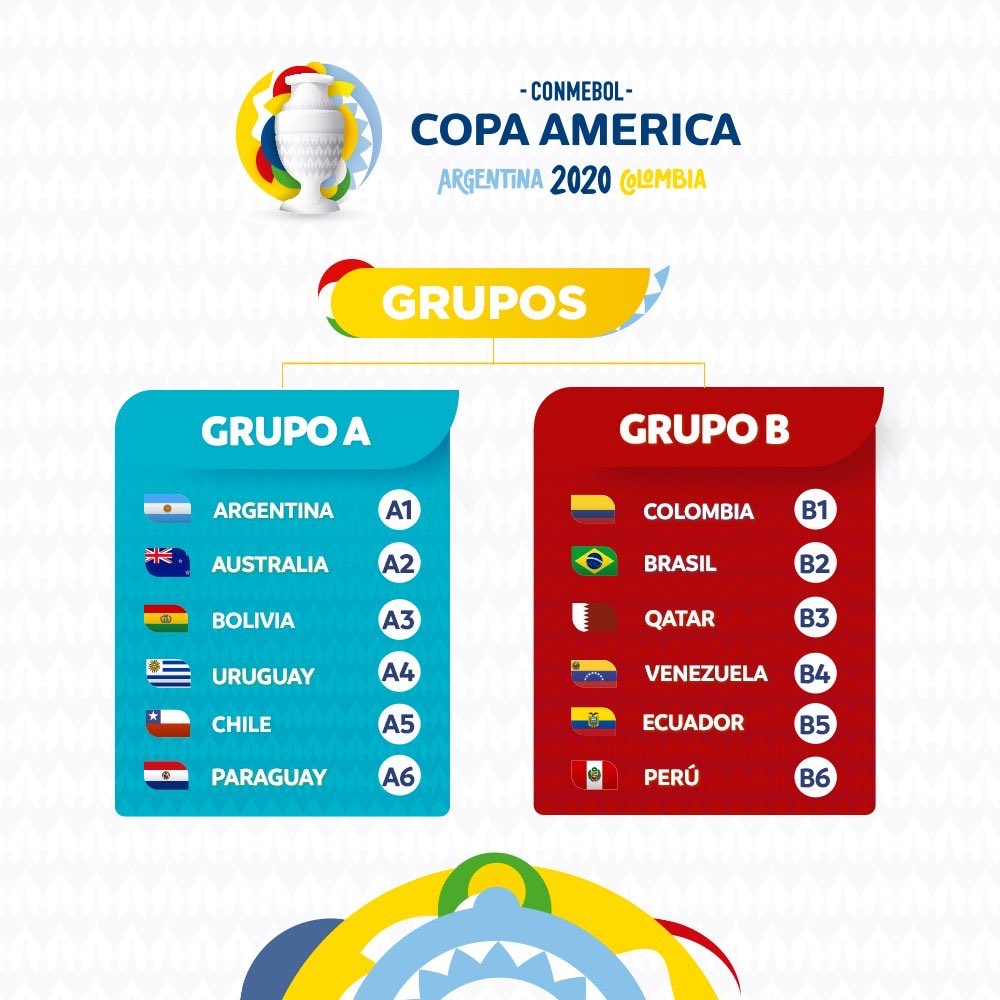 - CONMEBOL -
COPA AMERICA
ARGENTINA 2020 COLOMBIA
GRUPOS
GRUPO A
ARGENTINA A1
AUSTRALIA A2
BOLIVIA A3
URUGUAY A4
CHILE A5
PARAGUAY A6
GRUPO B
COLOMBIA B1
BRASIL B2
QATAR B3
VENEZUELA B4
ECUADOR B5
PERÚ B6